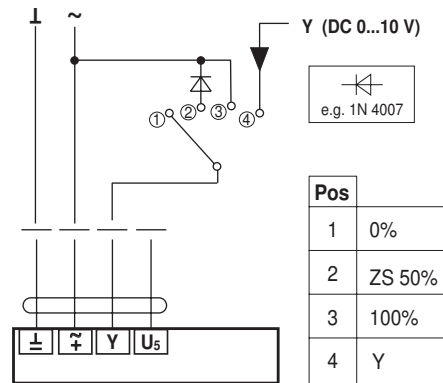 ⊥ ~
Y (DC 0...10 V)
① ② ③ ④
e.g. 1N 4007
Pos
1 0%
2 ZS 50%
3 100%
4 Y
⊥ ~+ Y U5